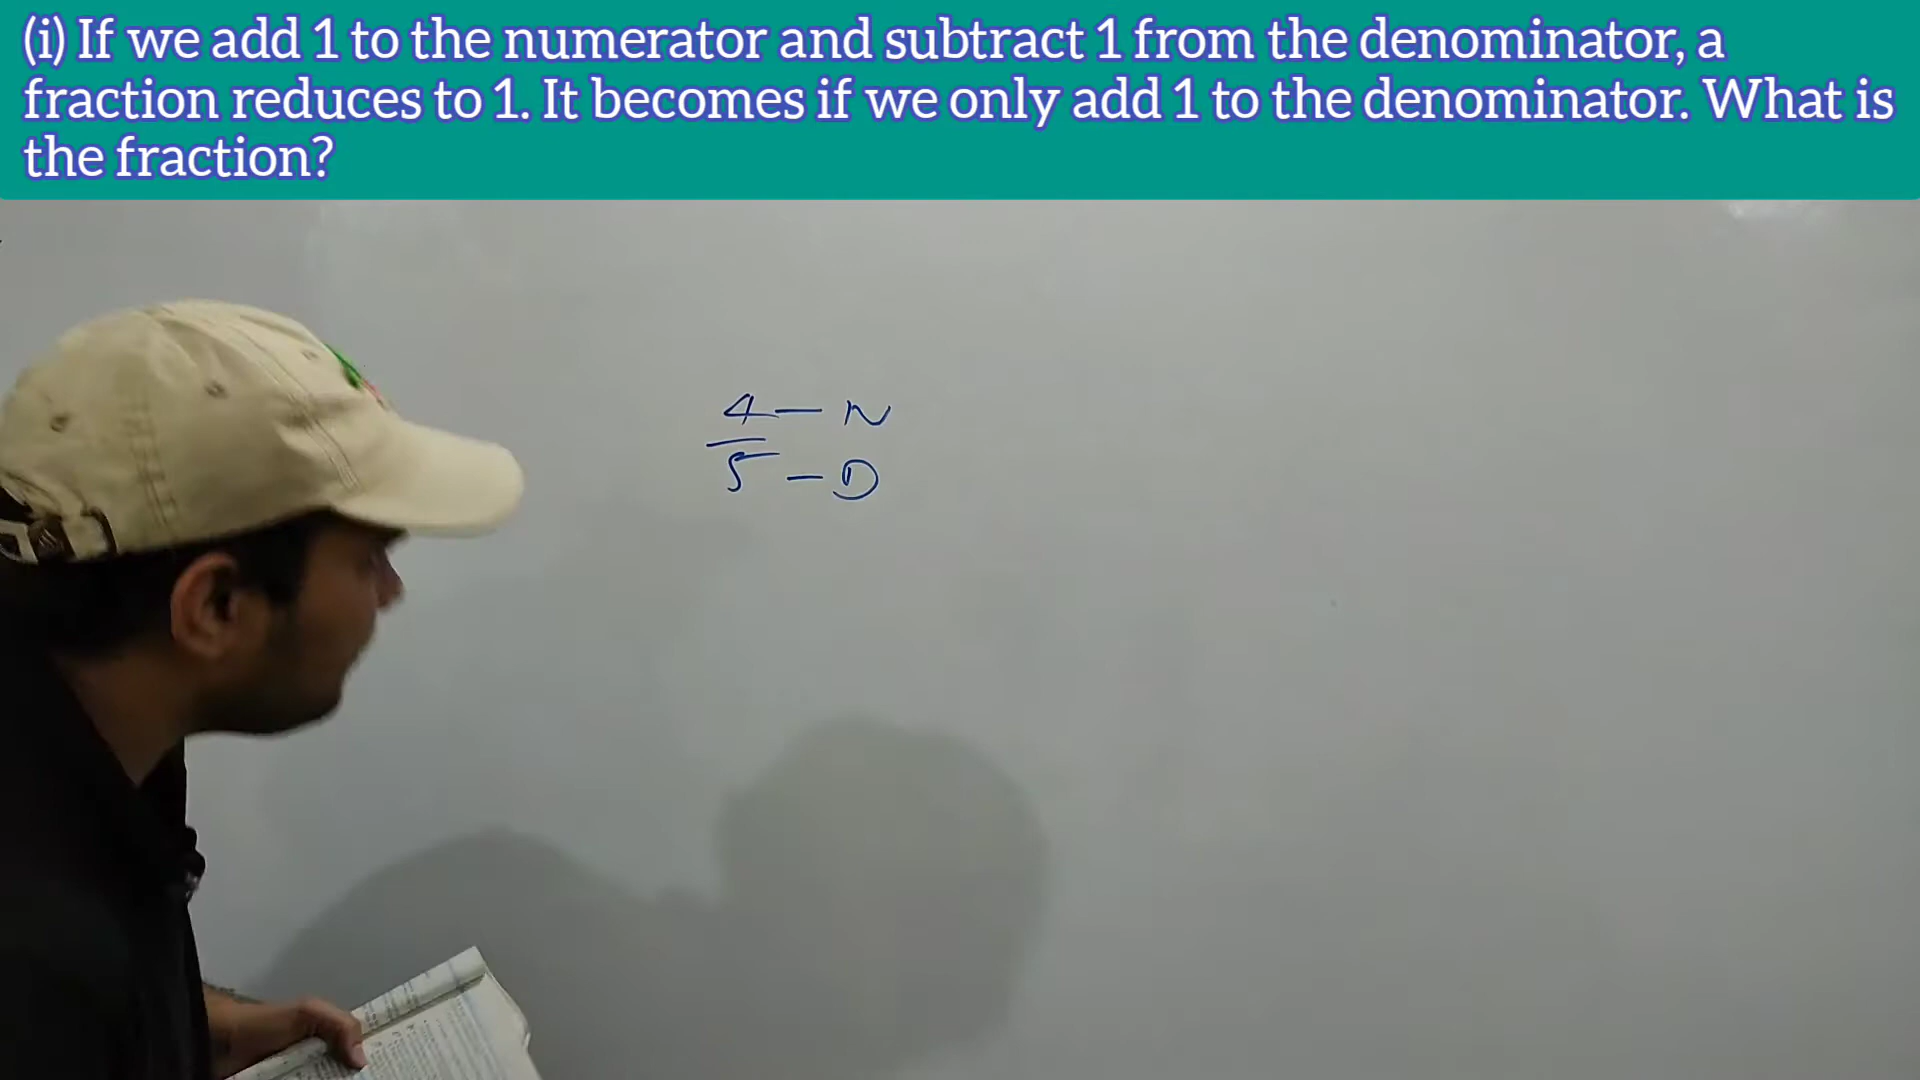 (i) If we add 1 to the numerator and subtract 1 from the denominator, a
fraction reduces to 1. It becomes if we only add 1 to the denominator. What is
the fraction?
4 — N
5 — D